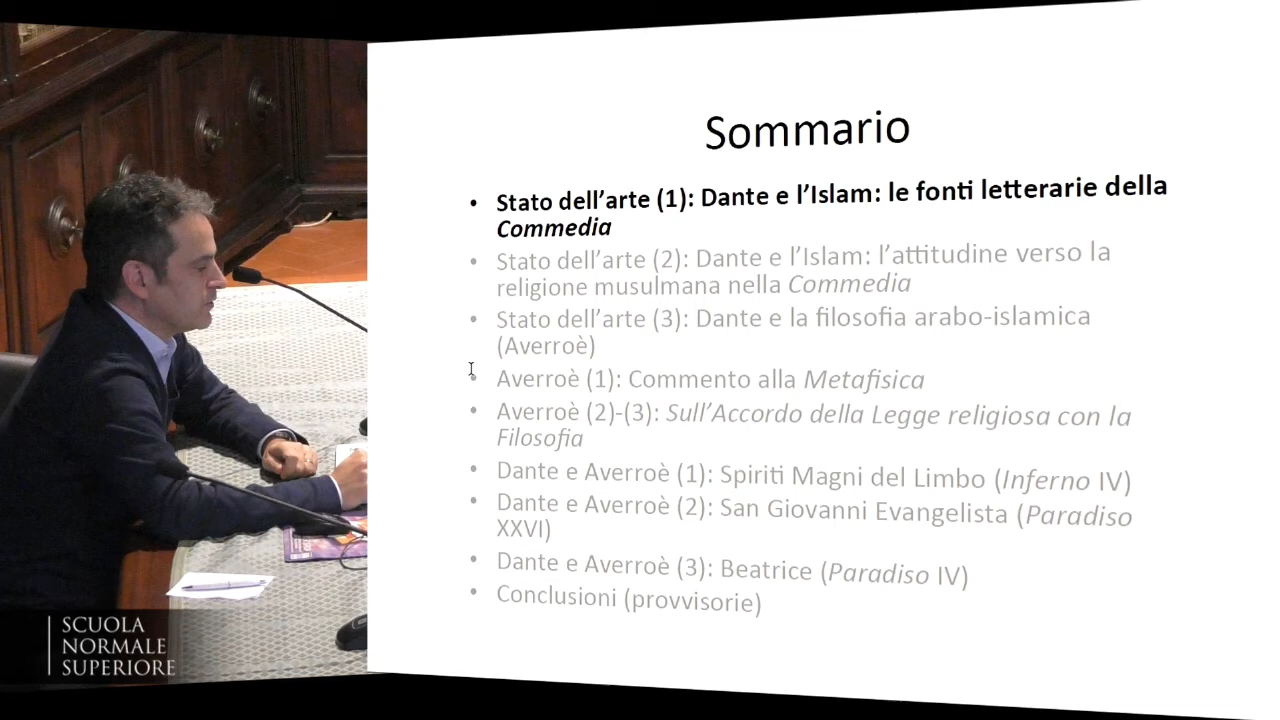 Sommario
• Stato dell’arte (1): Dante e l’Islam: le fonti letterarie della
Commedia
• Stato dell’arte (2): Dante e l’Islam: l’attitudine verso la
religione musulmana nella Commedia
• Stato dell’arte (3): Dante e la filosofia arabo-islamica
(Averroè)
• Averroè (1): Commento alla Metafisica
• Averroè (2)-(3): Sull’Accordo della Legge religiosa con la
Filosofia
• Dante e Averroè (1): Spiriti Magni del Limbo (Inferno IV)
• Dante e Averroè (2): San Giovanni Evangelista (Paradiso
XXVI)
• Dante e Averroè (3): Beatrice (Paradiso IV)
• Conclusioni (provvisorie)
SCUOLA
NORMALE
SUPERIORE